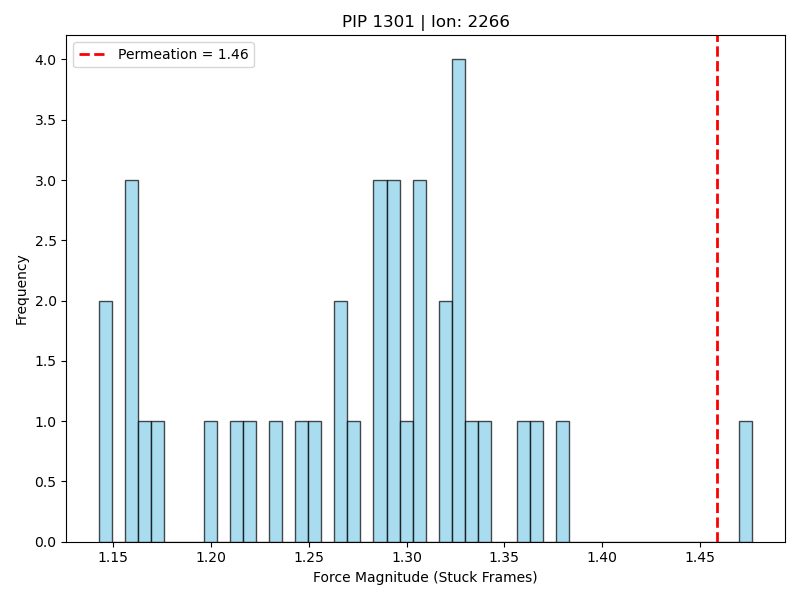 PIP 1301 | Ion: 2266
Permeation = 1.46
Frequency
4.0
3.5
3.0
2.5
2.0
1.5
1.0
0.5
0.0
1.15 1.20 1.25 1.30 1.35 1.40 1.45
Force Magnitude (Stuck Frames)